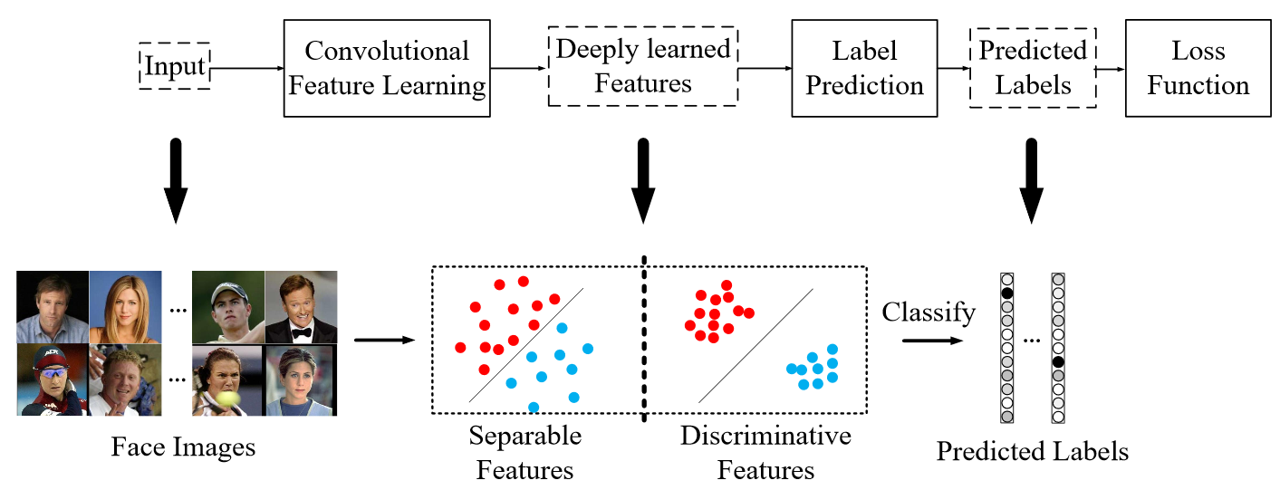 Input
Convolutional
Feature Learning
Deeply learned
Features
Label
Prediction
Predicted
Labels
Loss
Function
...
...
Classify
...
Face Images
Separable
Features
Discriminative
Features
Predicted Labels